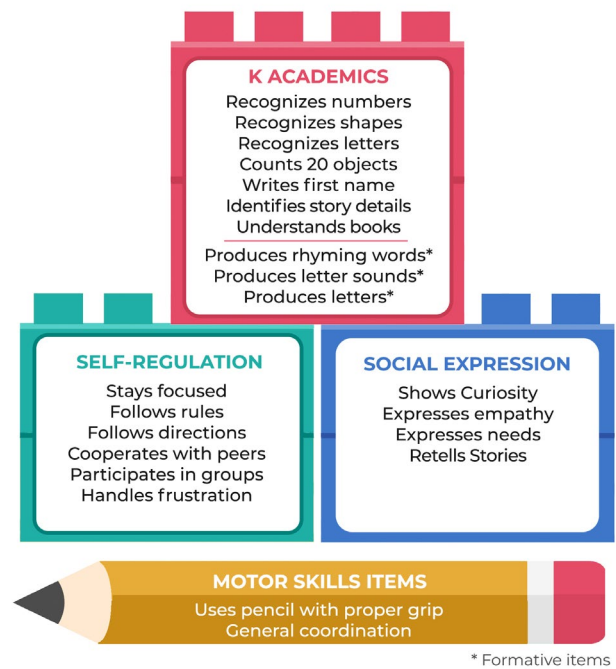 K ACADEMICS
Recognizes numbers
Recognizes shapes
Recognizes letters
Counts 20 objects
Writes first name
Identifies story details
Understands books
Produces rhyming words*
Produces letter sounds*
Produces letters*
SELF-REGULATION
Stays focused
Follows rules
Follows directions
Cooperates with peers
Participates in groups
Handles frustration
SOCIAL EXPRESSION
Shows Curiosity
Expresses empathy
Expresses needs
Retells Stories
MOTOR SKILLS ITEMS
Uses pencil with proper grip
General coordination
* Formative items